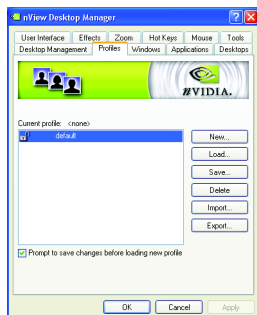 nView Desktop Manager
User Interface Effects Zoom Hot Keys Mouse Tools
Desktop Management Profiles Windows Applications Desktops
nVIDIA.
Current profile: <none>
default
New...
Load...
Save...
Delete
Import...
Export...
Prompt to save changes before loading new profile
OK Cancel Apply